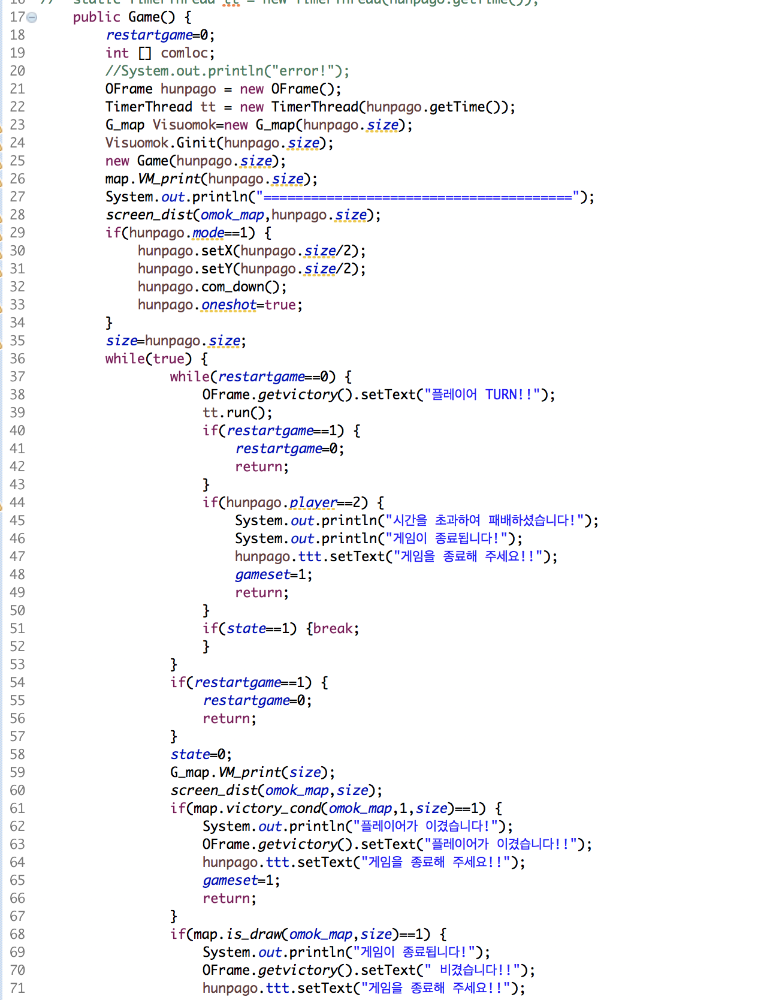 16 //  static TimerThread tt = new TimerThread(hunpago.getTime());
17     public Game() {
18         restartgame=0;
19         int [] comloc;
20         //System.out.println("error!");
21         OFrame hunpago = new OFrame();
22         TimerThread tt = new TimerThread(hunpago.getTime());
23         G_map Visuomok=new G_map(hunpago.size);
24         Visuomok.Ginit(hunpago.size);
25         new Game(hunpago.size);
26         map.VM_print(hunpago.size);
27         System.out.println("=======================================");
28         screen_dist(omok_map,hunpago.size);
29         if(hunpago.mode==1) {
30             hunpago.setX(hunpago.size/2);
31             hunpago.setY(hunpago.size/2);
32             hunpago.com_down();
33             hunpago.oneshot=true;
34         }
35         size=hunpago.size;
36         while(true) {
37                 while(restartgame==0) {
38                     OFrame.getvictory().setText("플레이어 TURN!!");
39                     tt.run();
40                     if(restartgame==1) {
41                         restartgame=0;
42                         return;
43                     }
44                     if(hunpago.player==2) {
45                         System.out.println("시간을 초과하여 패배하셨습니다!");
46                         System.out.println("게임이 종료됩니다!");
47                         hunpago.ttt.setText("게임을 종료해 주세요!!");
48                         gameset=1;
49                         return;
50                     }
51                     if(state==1) {break;
52                     }
53                 }
54                 if(restartgame==1) {
55                     restartgame=0;
56                     return;
57                 }
58                 state=0;
59                 G_map.VM_print(size);
60                 screen_dist(omok_map,size);
61                 if(map.victory_cond(omok_map,1,size)==1) {
62                     System.out.println("플레이어가 이겼습니다!");
63                     OFrame.getvictory().setText("플레이어가 이겼습니다!!");
64                     hunpago.ttt.setText("게임을 종료해 주세요!!");
65                     gameset=1;
66                     return;
67                 }
68                 if(map.is_draw(omok_map,size)==1) {
69                     System.out.println("게임이 종료됩니다!");
70                     OFrame.getvictory().setText(" 비겼습니다!!");
71                     hunpago.ttt.setText("게임을 종료해 주세요!!");